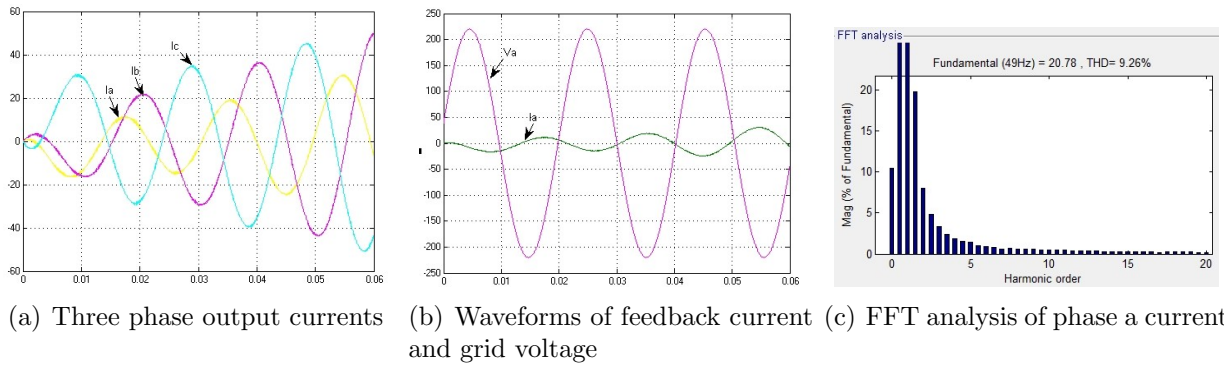 60
40
20
0
-20
-40
-60
0 0.01 0.02 0.03 0.04 0.05 0.06
Ia
Ib
Ic
250
200
150
100
50
0
50
100
150
200
250
0 0.01 0.02 0.03 0.04 0.05 0.06
Va
Ia
FFT analysis
Fundamental (49Hz) = 20.78 , THD= 9.26%
Mag (% of Fundamental)
20
15
10
5
0
0 5 10 15 20
Harmonic order
(a) Three phase output currents
(b) Waveforms of feedback current
and grid voltage
(c) FFT analysis of phase a current